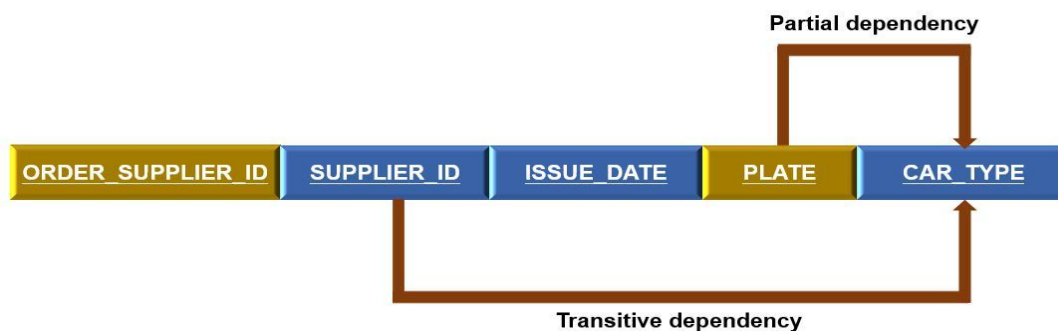 Partial dependency
ORDER_SUPPLIER_ID SUPPLIER_ID ISSUE_DATE PLATE CAR_TYPE
Transitive dependency